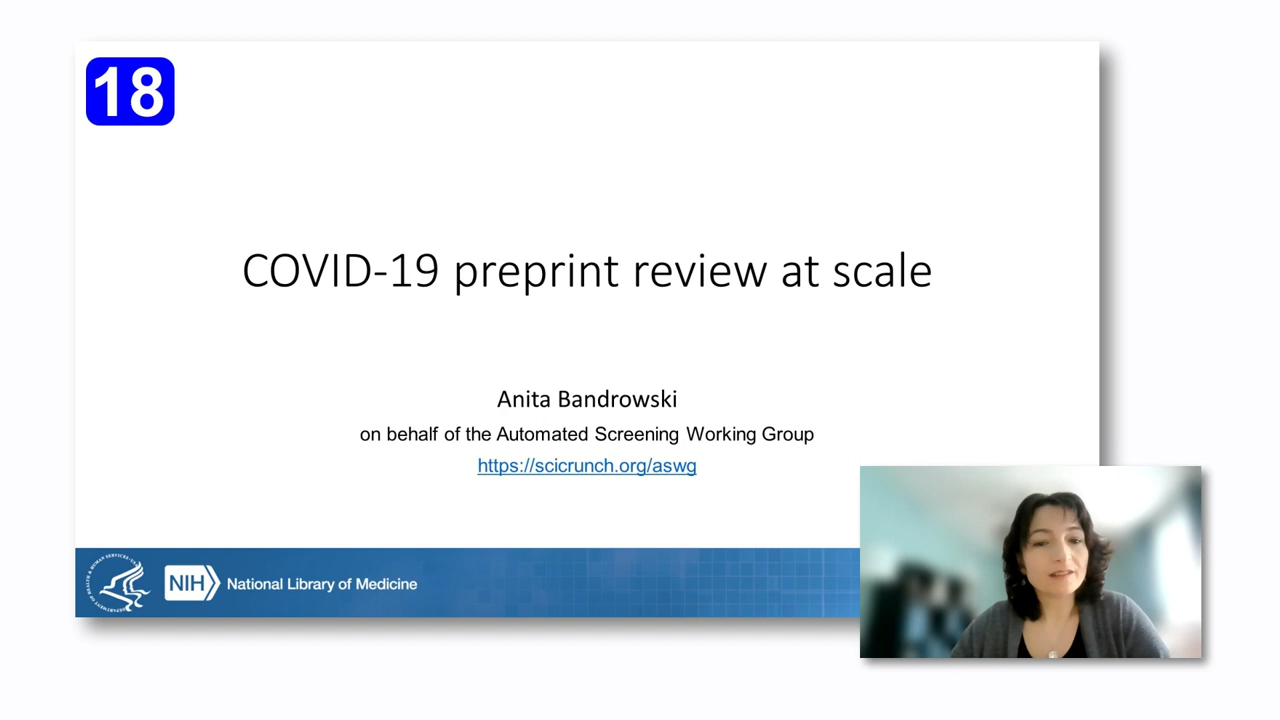 18
COVID-19 preprint review at scale
Anita Bandrowski
on behalf of the Automated Screening Working Group
https://scicrunch.org/aswg
NIH National Library of Medicine